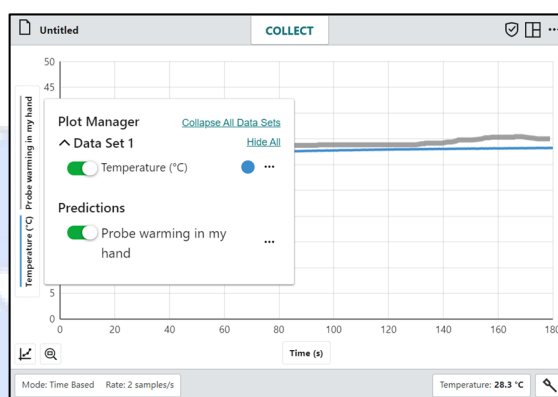 Untitled
COLLECT
50
45
5
0
0 20 40 60 80 100 120 140 160 180
Temperature (°C)
Probe warming in my hand
Plot Manager
Collapse All Data Sets
Data Set 1
Hide All
Temperature (°C)
Predictions
Probe warming in my
hand
Time (s)
Mode: Time Based Rate: 2 samples/s
Temperature: 28.3 °C